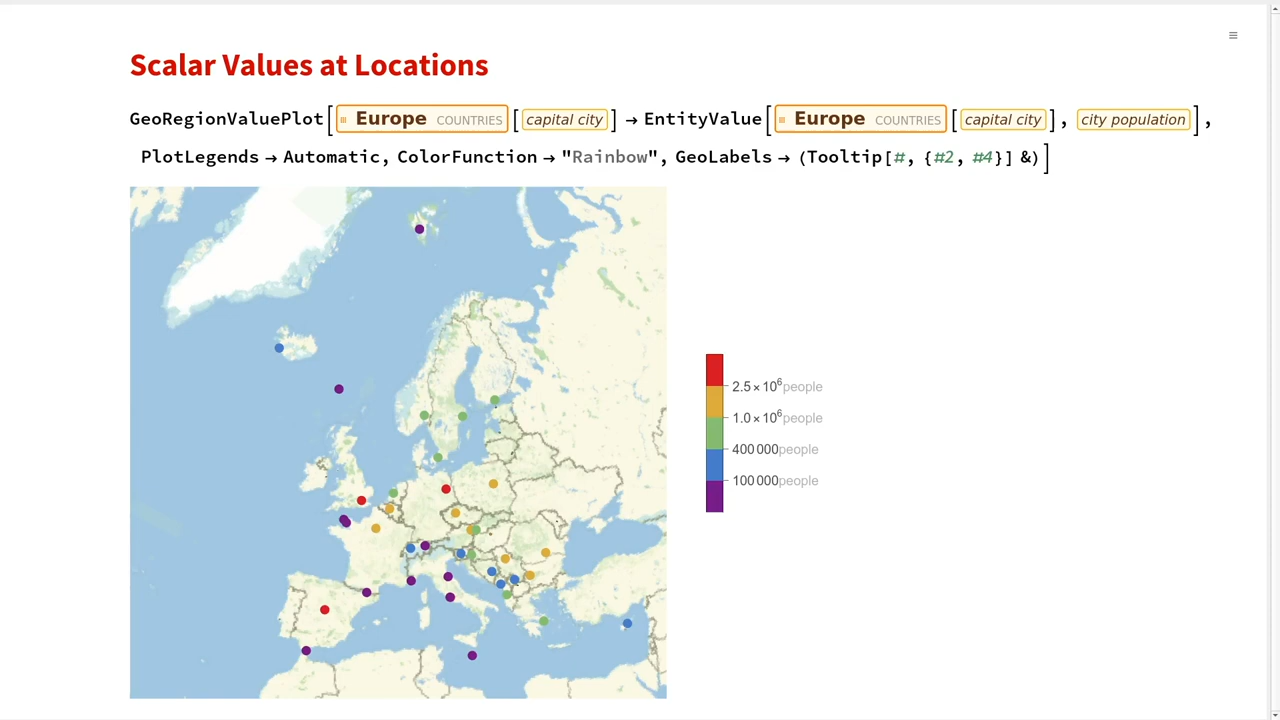 Scalar Values at Locations
GeoRegionValuePlot[Europe COUNTRIES [capital city] → EntityValue[Europe COUNTRIES [capital city], city population],
PlotLegends → Automatic, ColorFunction → "Rainbow", GeoLabels → (Tooltip[#, {#2, #4}] &)]
2.5×10⁶ people
1.0×10⁶ people
400 000 people
100 000 people